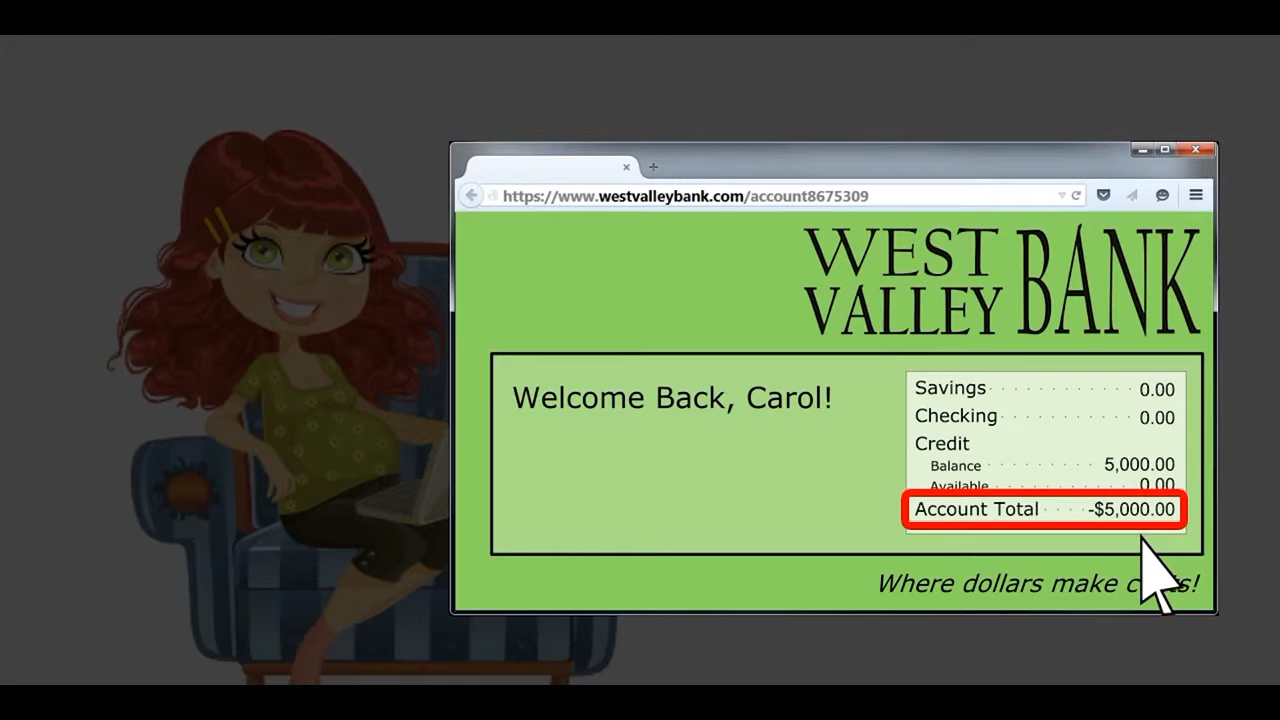 https://www.westvalleybank.com/account8675309
WEST VALLEY BANK
Welcome Back, Carol!
Savings 0.00
Checking 0.00
Credit
Balance 5,000.00
Available 0.00
Account Total -$5,000.00
Where dollars make